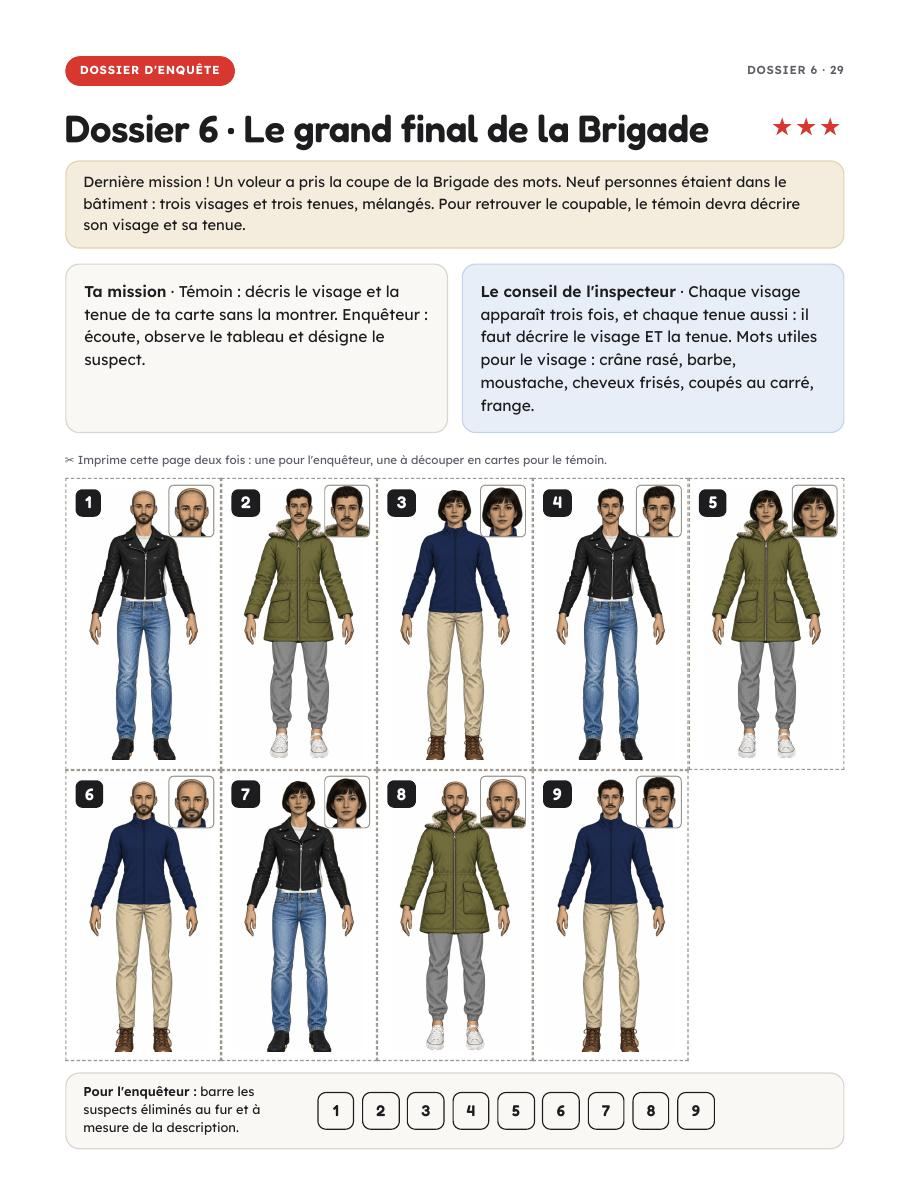 DOSSIER D'ENQUÊTE
DOSSIER 6 · 29
Dossier 6 · Le grand final de la Brigade
★★★
Dernière mission ! Un voleur a pris la coupe de la Brigade des mots. Neuf personnes étaient dans le
bâtiment : trois visages et trois tenues, mélangés. Pour retrouver le coupable, le témoin devra décrire
son visage et sa tenue.
Ta mission · Témoin : décris le visage et la
tenue de ta carte sans la montrer. Enquêteur :
écoute, observe le tableau et désigne le
suspect.
Le conseil de l'inspecteur · Chaque visage
apparaît trois fois, et chaque tenue aussi : il
faut décrire le visage ET la tenue. Mots utiles
pour le visage : crâne rasé, barbe,
moustache, cheveux frisés, coupés au carré,
frange.
✂ Imprime cette page deux fois : une pour l'enquêteur, une à découper en cartes pour le témoin.
1
2
3
4
5
6
7
8
9
Pour l'enquêteur : barre les
suspects éliminés au fur et à
mesure de la description.
1 2 3 4 5 6 7 8 9